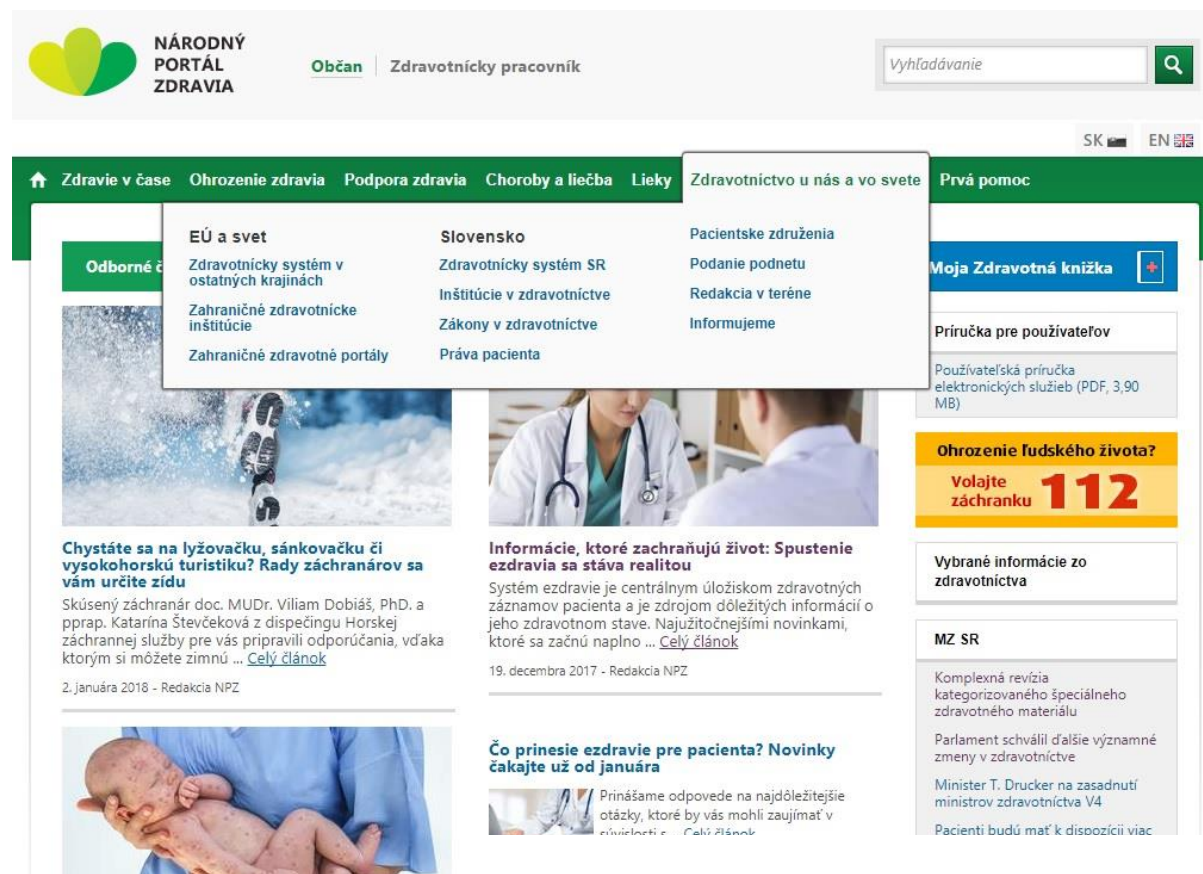 NÁRODNÝ
PORTÁL
ZDRAVIA
Občan
Zdravotnícky pracovník
Vyhľadávanie
SK
EN
Zdravie v čase
Ohrozenie zdravia
Podpora zdravia
Choroby a liečba
Lieky
Zdravotníctvo u nás a vo svete
Prvá pomoc
EÚ a svet
Zdravotnícky systém v
ostatných krajinách
Zahraničné zdravotnícke
inštitúcie
Zahraničné zdravotné portály
Slovensko
Zdravotnícky systém SR
Inštitúcie v zdravotníctve
Zákony v zdravotníctve
Práva pacienta
Pacientske združenia
Podanie podnetu
Redakcia v teréne
Informujeme
Odborné č
Chystáte sa na lyžovačku, sánkovačku či
vysokohorskú turistiku? Rady záchranárov sa
vám určite zídu
Skúsený záchranár doc. MUDr. Viliam Dobiáš, PhD. a
pprap. Katarína Števčeková z dispečingu Horskej
záchrannej služby pre vás pripravili odporúčania, vďaka
ktorým si môžete zimnú ... Celý článok
2. januára 2018 - Redakcia NPZ
Informácie, ktoré zachraňujú život: Spustenie
ezdravia sa stáva realitou
Systém ezdravie je centrálnym úložiskom zdravotných
záznamov pacienta a je zdrojom dôležitých informácií o
jeho zdravotnom stave. Najužitočnejšími novinkami,
ktoré sa začnú naplno ... Celý článok
19. decembra 2017 - Redakcia NPZ
Čo prinesie ezdravie pre pacienta? Novinky
čakajte už od januára
Prinášame odpovede na najdôležitejšie
otázky, ktoré by vás mohli zaujímať v
súvislosti s ... Celý článok
Moja Zdravotná knižka
Príručka pre používateľov
Používateľská príručka
elektronických služieb (PDF, 3,90
MB)
Ohrozenie ľudského života?
Volajte
záchranku 112
Vybrané informácie zo
zdravotníctva
MZ SR
Komplexná revízia
kategorizovaného špeciálneho
zdravotného materiálu
Parlament schválil ďalšie významné
zmeny v zdravotníctve
Minister T. Drucker na zasadnutí
ministrov zdravotníctva V4
Pacienti budú mať k dispozícii viac